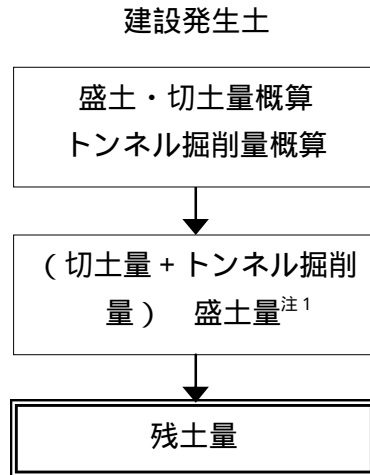 建設発生土
盛土・切土量概算
トンネル掘削量概算
(切土量+トンネル掘削
量) 盛土量注1
残土量